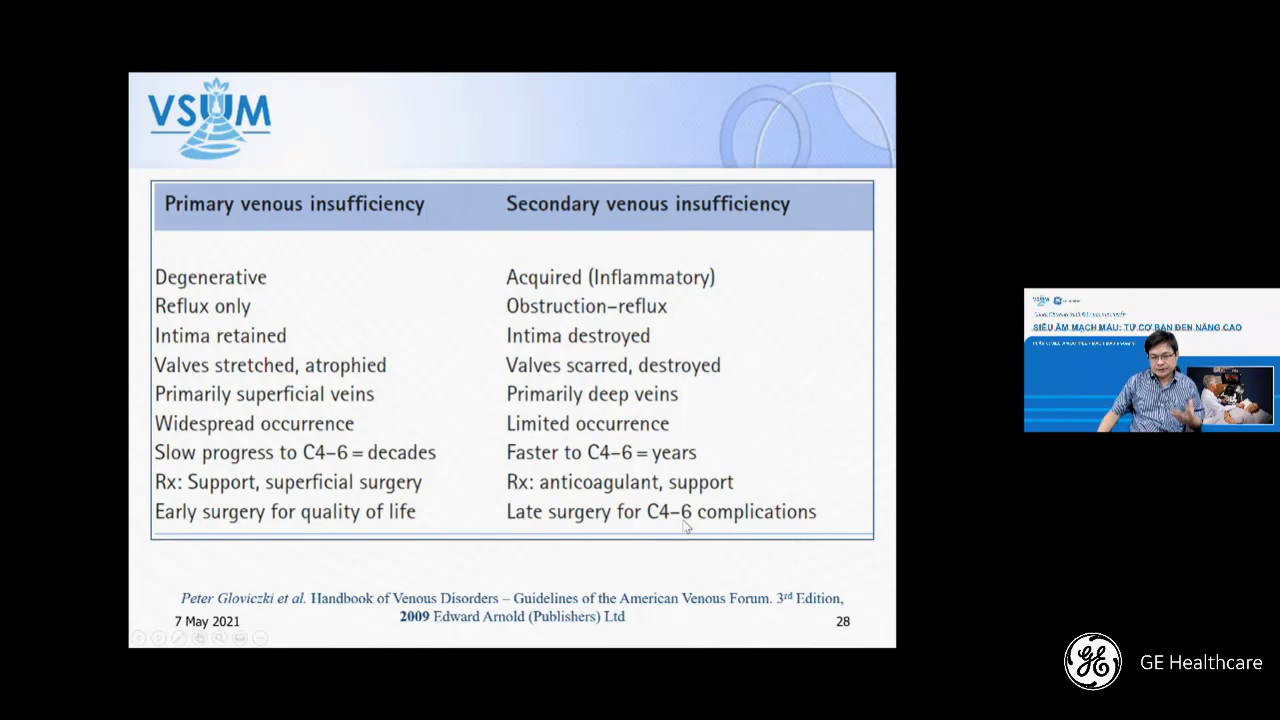 VSUM
Primary venous insufficiency
Secondary venous insufficiency
Degenerative
Acquired (Inflammatory)
Reflux only
Obstruction–reflux
Intima retained
Intima destroyed
Valves stretched, atrophied
Valves scarred, destroyed
Primarily superficial veins
Primarily deep veins
Widespread occurrence
Limited occurrence
Slow progress to C4–6 = decades
Faster to C4–6 = years
Rx: Support, superficial surgery
Rx: anticoagulant, support
Early surgery for quality of life
Late surgery for C4–6 complications
Peter Gloviczki et al. Handbook of Venous Disorders – Guidelines of the American Venous Forum. 3rd Edition,
2009 Edward Arnold (Publishers) Ltd
7 May 2021
28
VSUM
SIÊU ÂM MẠCH MÁU: TỪ CƠ BẢN ĐẾN NÂNG CAO
GE Healthcare